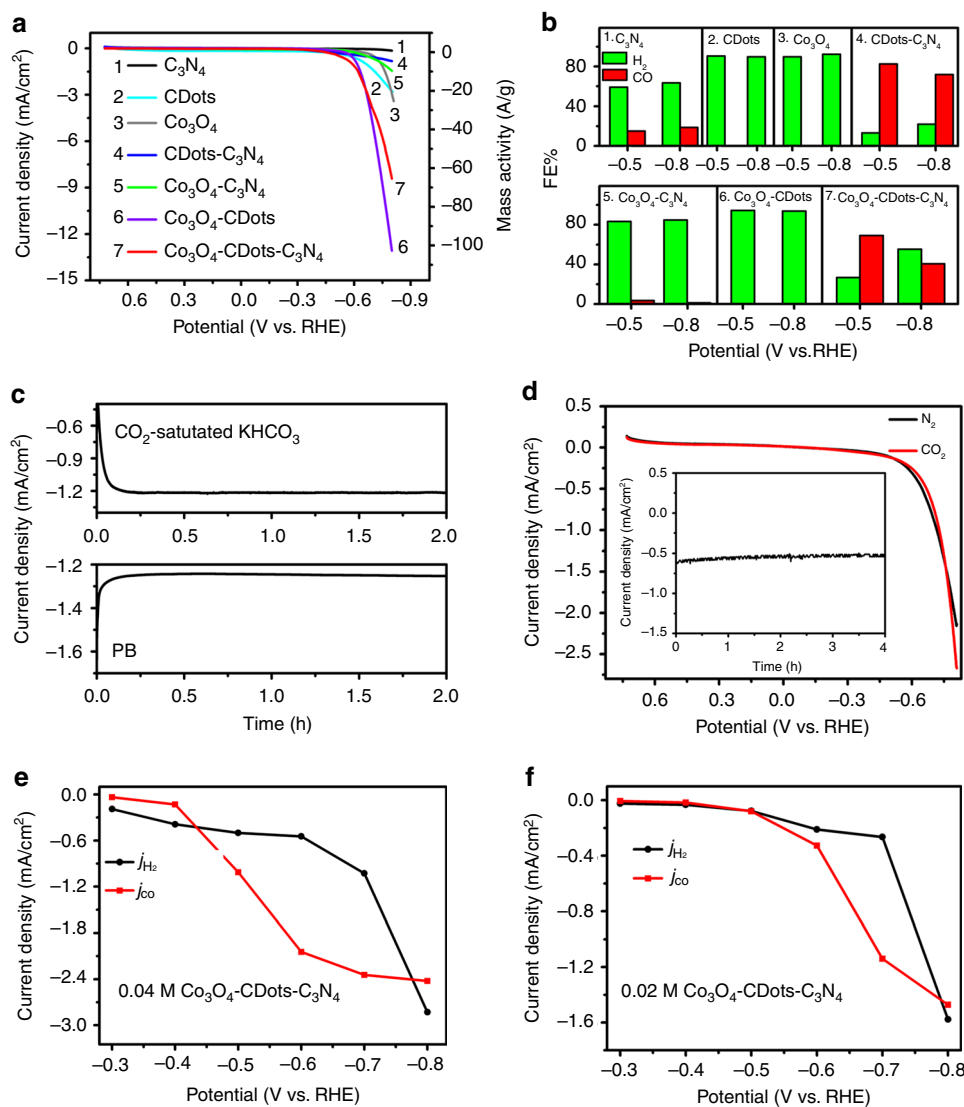 a
Current density (mA/cm²)
0
−3
−6
−9
−12
−15
0
−20
−40
−60
−80
−100
Mass activity (A/g)
1 C₃N₄
2 CDots
3 Co₃O₄
4 CDots-C₃N₄
5 Co₃O₄-C₃N₄
6 Co₃O₄-CDots
7 Co₃O₄-CDots-C₃N₄
1
4
5
2
3
7
6
0.6 0.3 0.0 −0.3 −0.6 −0.9
Potential (V vs. RHE)
b
FE%
80
40
0
1.C₃N₄
H₂
CO
2. CDots
3. Co₃O₄
4. CDots-C₃N₄
−0.5 −0.8 −0.5 −0.8 −0.5 −0.8 −0.5 −0.8
80
40
0
5. Co₃O₄-C₃N₄
6. Co₃O₄-CDots
7.Co₃O₄-CDots-C₃N₄
−0.5 −0.8 −0.5 −0.8 −0.5 −0.8
Potential (V vs.RHE)
c
Current density (mA/cm²)
−0.6
−0.9
−1.2
CO₂-satutated KHCO₃
0.0 0.5 1.0 1.5 2.0
−1.2
−1.4
−1.6
PB
0.0 0.5 1.0 1.5 2.0
Time (h)
d
Current density (mA/cm²)
0.5
0.0
−0.5
−1.0
−1.5
−2.0
−2.5
N₂
CO₂
Current density (mA/cm²)
0.5
0.0
−0.5
−1.0
−1.5
0 1 2 3 4
Time (h)
0.6 0.3 0.0 −0.3 −0.6
Potential (V vs. RHE)
e
Current density (mA/cm²)
0.0
−0.6
−1.2
−1.8
−2.4
−3.0
jH₂
jco
0.04 M Co₃O₄-CDots-C₃N₄
−0.3 −0.4 −0.5 −0.6 −0.7 −0.8
Potential (V vs. RHE)
f
Current density (mA/cm²)
0.0
−0.4
−0.8
−1.2
−1.6
jH₂
jco
0.02 M Co₃O₄-CDots-C₃N₄
−0.3 −0.4 −0.5 −0.6 −0.7 −0.8
Potential (V vs. RHE)